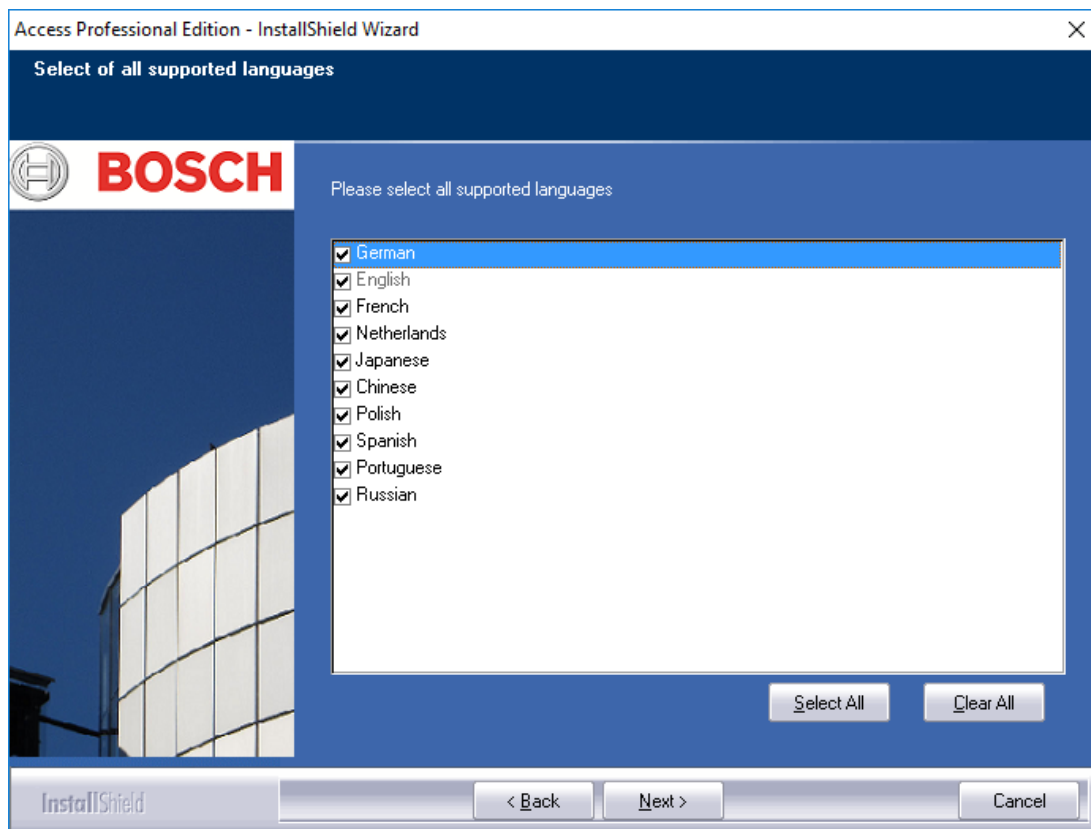 Access Professional Edition - InstallShield Wizard
Select of all supported languages
BOSCH
Please select all supported languages
German
English
French
Netherlands
Japanese
Chinese
Polish
Spanish
Portuguese
Russian
Select All
Clear All
InstallShield
< Back
Next >
Cancel